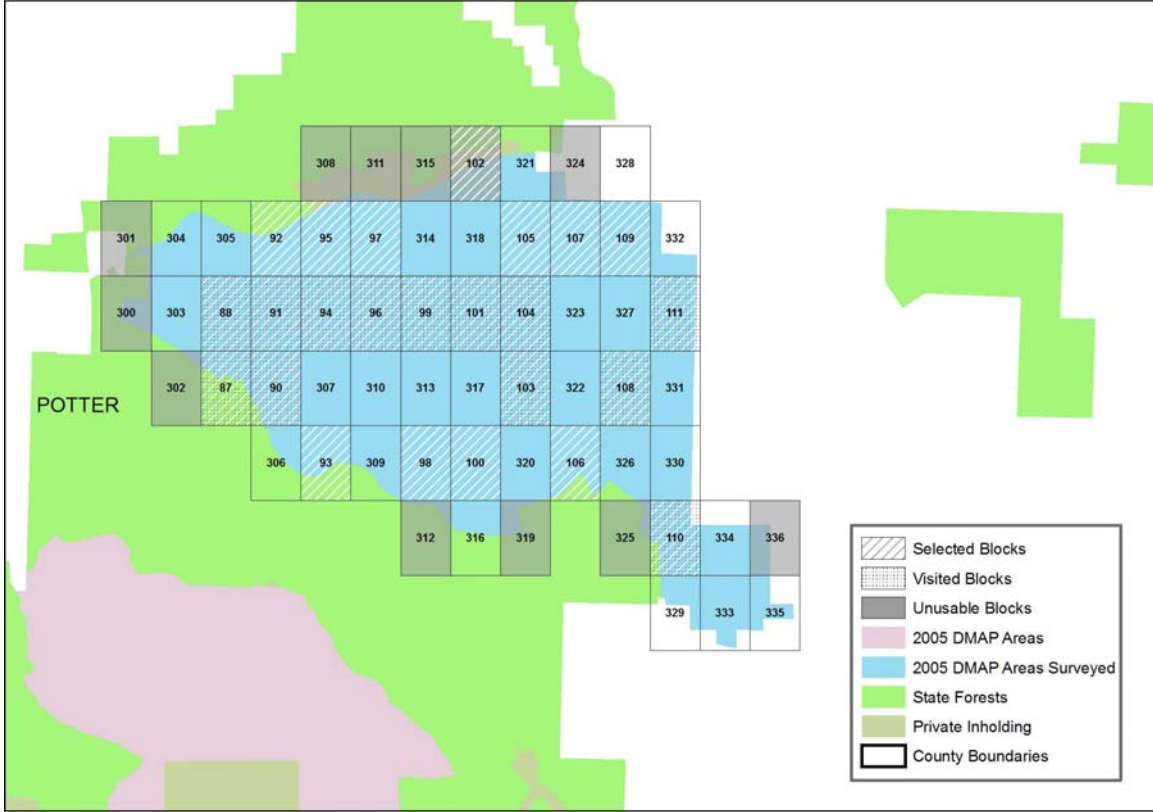 308 311 315 102 321 324 328
301 304 305 92 95 97 314 318 105 107 109 332
300 303 88 91 94 96 99 101 104 323 327 111
302 87 90 307 310 313 317 103 322 108 331
POTTER
306 93 309 98 100 320 106 326 330
312 316 319 325 110 334 336
329 333 335
Selected Blocks
Visited Blocks
Unusable Blocks
2005 DMAP Areas
2005 DMAP Areas Surveyed
State Forests
Private Inholding
County Boundaries